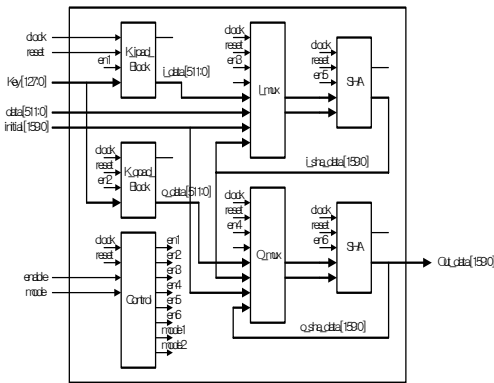 clock
reset
en1
Key[127:0]
K_ipad_
Block
i_data[511:0]
data[511:0]
initial[159:0]
clock
reset
en3
I_mux
clock
reset
en5
SHA
i_sha_data[159:0]
clock
reset
en2
K_opad_
Block
o_data[511:0]
clock
reset
en4
O_mux
clock
reset
en6
SHA
Out_data[159:0]
o_sha_data[159:0]
clock
reset
enable
mode
Control
en1
en2
en3
en4
en5
en6
mode1
mode2